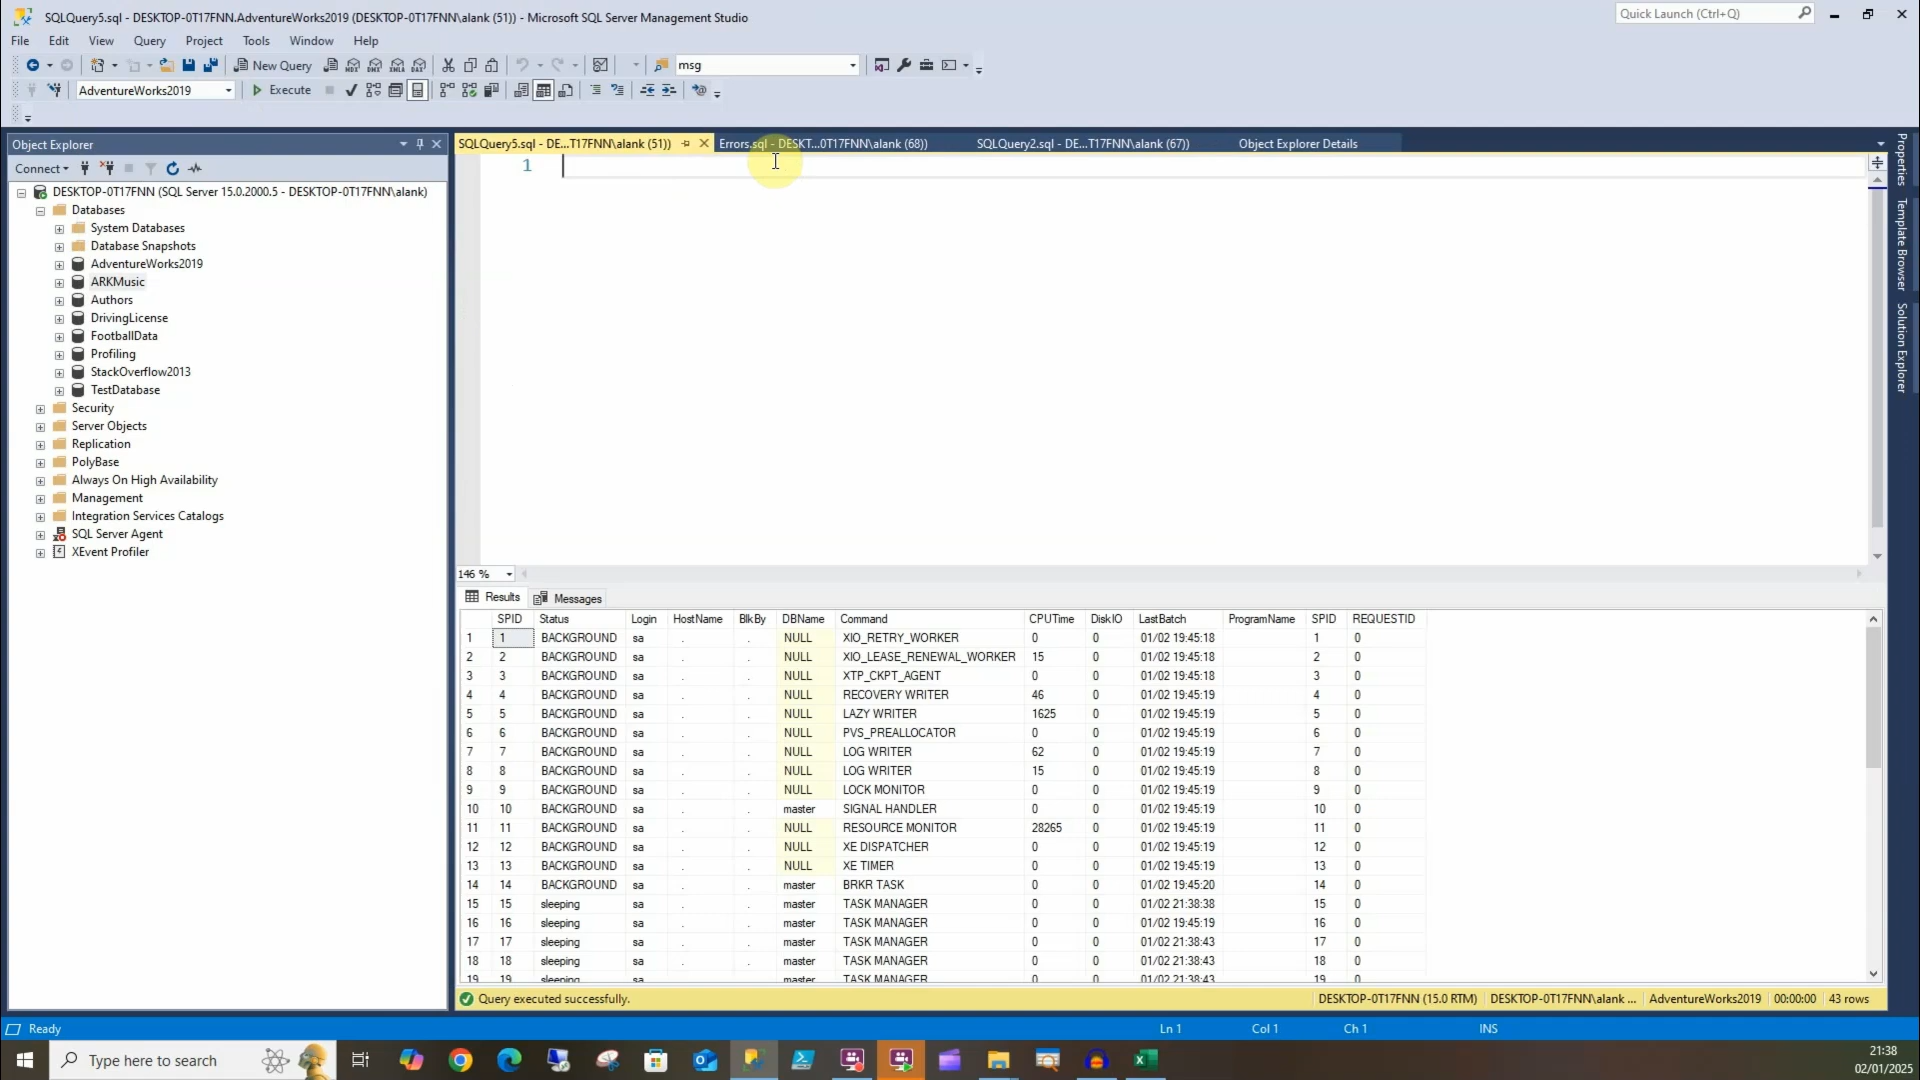 SQLQuery5.sql - DESKTOP-0T17FNN.AdventureWorks2019 (DESKTOP-0T17FNN\alank (51)) - Microsoft SQL Server Management Studio
Quick Launch (Ctrl+Q)
File Edit View Query Project Tools Window Help
New Query
msg
AdventureWorks2019
Execute
Object Explorer
SQLQuery5.sql - DE...T17FNN\alank (51)) Errors.sql - DESKT...0T17FNN\alank (68)) SQLQuery2.sql - DE...T17FNN\alank (67)) Object Explorer Details
Connect
1
DESKTOP-0T17FNN (SQL Server 15.0.2000.5 - DESKTOP-0T17FNN\alank)
Databases
System Databases
Database Snapshots
AdventureWorks2019
ARKMusic
Authors
DrivingLicense
FootballData
Profiling
StackOverflow2013
TestDatabase
Security
Server Objects
Replication
PolyBase
Always On High Availability
Management
Integration Services Catalogs
SQL Server Agent
XEvent Profiler
Properties
Template Browser
Solution Explorer
146 %
Results Messages
SPID Status Login HostName BlkBy DBName Command CPUTime DiskIO LastBatch ProgramName SPID REQUESTID
1 1 BACKGROUND sa . . NULL XIO_RETRY_WORKER 0 0 01/02 19:45:18 1 0
2 2 BACKGROUND sa . . NULL XIO_LEASE_RENEWAL_WORKER 15 0 01/02 19:45:18 2 0
3 3 BACKGROUND sa . . NULL XTP_CKPT_AGENT 0 0 01/02 19:45:18 3 0
4 4 BACKGROUND sa . . NULL RECOVERY WRITER 46 0 01/02 19:45:19 4 0
5 5 BACKGROUND sa . . NULL LAZY WRITER 1625 0 01/02 19:45:19 5 0
6 6 BACKGROUND sa . . NULL PVS_PREALLOCATOR 0 0 01/02 19:45:19 6 0
7 7 BACKGROUND sa . . NULL LOG WRITER 62 0 01/02 19:45:19 7 0
8 8 BACKGROUND sa . . NULL LOG WRITER 15 0 01/02 19:45:19 8 0
9 9 BACKGROUND sa . . NULL LOCK MONITOR 0 0 01/02 19:45:19 9 0
10 10 BACKGROUND sa . . master SIGNAL HANDLER 0 0 01/02 19:45:19 10 0
11 11 BACKGROUND sa . . NULL RESOURCE MONITOR 28265 0 01/02 19:45:19 11 0
12 12 BACKGROUND sa . . NULL XE DISPATCHER 0 0 01/02 19:45:19 12 0
13 13 BACKGROUND sa . . NULL XE TIMER 0 0 01/02 19:45:19 13 0
14 14 BACKGROUND sa . . master BRKR TASK 0 0 01/02 19:45:20 14 0
15 15 sleeping sa . . master TASK MANAGER 0 0 01/02 21:38:38 15 0
16 16 sleeping sa . . master TASK MANAGER 0 0 01/02 19:45:19 16 0
17 17 sleeping sa . . master TASK MANAGER 0 0 01/02 21:38:43 17 0
18 18 sleeping sa . . master TASK MANAGER 0 0 01/02 21:38:43 18 0
19 19 sleeping sa master TASK MANAGER 0 0 01/02 21:38:43 19 0
Query executed successfully. DESKTOP-0T17FNN (15.0 RTM) DESKTOP-0T17FNN\alank ... AdventureWorks2019 00:00:00 43 rows
Ready Ln 1 Col 1 Ch 1 INS
Type here to search
21:38
02/01/2025